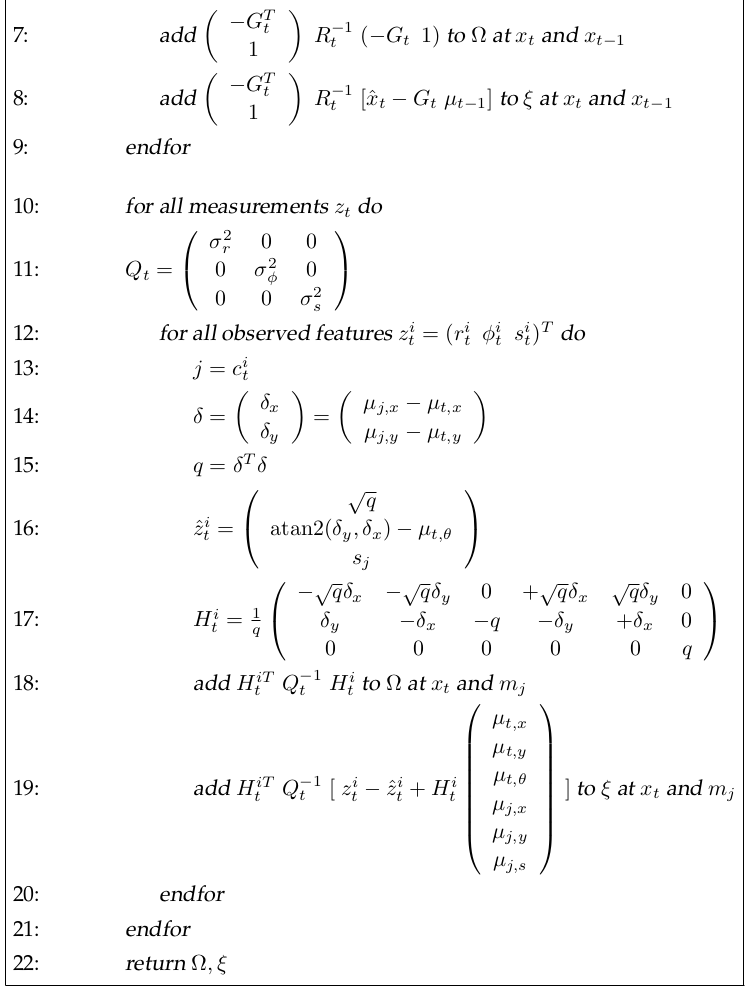 7: add $\begin{pmatrix} -G_t^T \\ 1 \end{pmatrix} R_t^{-1} (-G_t \;\; 1)$ to $\Omega$ at $x_t$ and $x_{t-1}$
8: add $\begin{pmatrix} -G_t^T \\ 1 \end{pmatrix} R_t^{-1} [\hat{x}_t - G_t \; \mu_{t-1}]$ to $\xi$ at $x_t$ and $x_{t-1}$
9: endfor
10: for all measurements $z_t$ do
11: $Q_t = \begin{pmatrix} \sigma_r^2 & 0 & 0 \\ 0 & \sigma_\phi^2 & 0 \\ 0 & 0 & \sigma_s^2 \end{pmatrix}$
12: for all observed features $z_t^i = (r_t^i \;\; \phi_t^i \;\; s_t^i)^T$ do
13: $j = c_t^i$
14: $\delta = \begin{pmatrix} \delta_x \\ \delta_y \end{pmatrix} = \begin{pmatrix} \mu_{j,x} - \mu_{t,x} \\ \mu_{j,y} - \mu_{t,y} \end{pmatrix}$
15: $q = \delta^T \delta$
16: $\hat{z}_t^i = \begin{pmatrix} \sqrt{q} \\ \text{atan2}(\delta_y, \delta_x) - \mu_{t,\theta} \\ s_j \end{pmatrix}$
17: $H_t^i = \frac{1}{q} \begin{pmatrix} -\sqrt{q}\delta_x & -\sqrt{q}\delta_y & 0 & +\sqrt{q}\delta_x & \sqrt{q}\delta_y & 0 \\ \delta_y & -\delta_x & -q & -\delta_y & +\delta_x & 0 \\ 0 & 0 & 0 & 0 & 0 & q \end{pmatrix}$
18: add $H_t^{iT} \; Q_t^{-1} \; H_t^i$ to $\Omega$ at $x_t$ and $m_j$
19: add $H_t^{iT} \; Q_t^{-1} \; [ \; z_t^i - \hat{z}_t^i + H_t^i \begin{pmatrix} \mu_{t,x} \\ \mu_{t,y} \\ \mu_{t,\theta} \\ \mu_{j,x} \\ \mu_{j,y} \\ \mu_{j,s} \end{pmatrix} \; ]$ to $\xi$ at $x_t$ and $m_j$
20: endfor
21: endfor
22: return $\Omega, \xi$